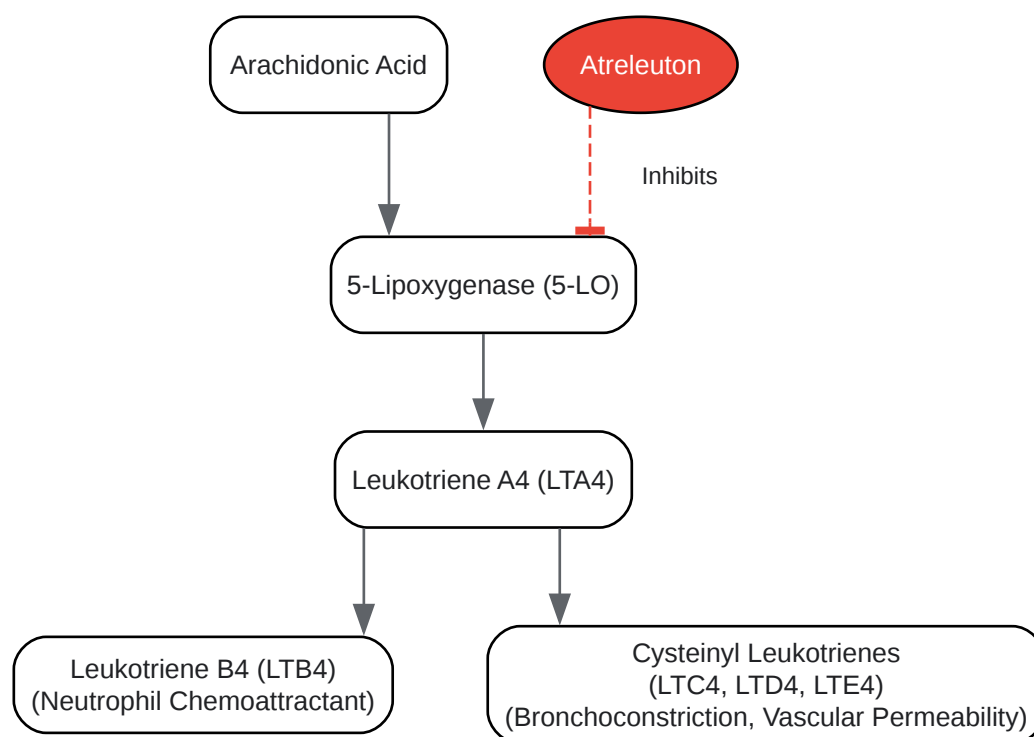 Arachidonic Acid
Atreleuton
Inhibits
5-Lipoxygenase (5-LO)
Leukotriene A4 (LTA4)
Leukotriene B4 (LTB4)
(Neutrophil Chemoattractant)
Cysteinyl Leukotrienes
(LTC4, LTD4, LTE4)
(Bronchoconstriction, Vascular Permeability)